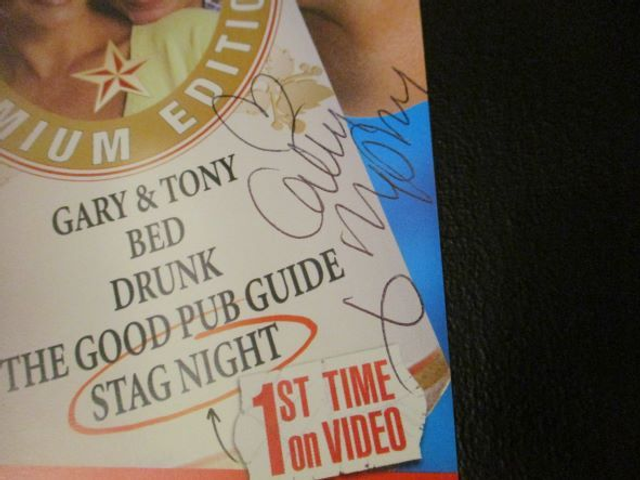 MIUM EDITIO
GARY & TONY
BED
DRUNK
THE GOOD PUB GUIDE
STAG NIGHT
1ST TIME
on VIDEO